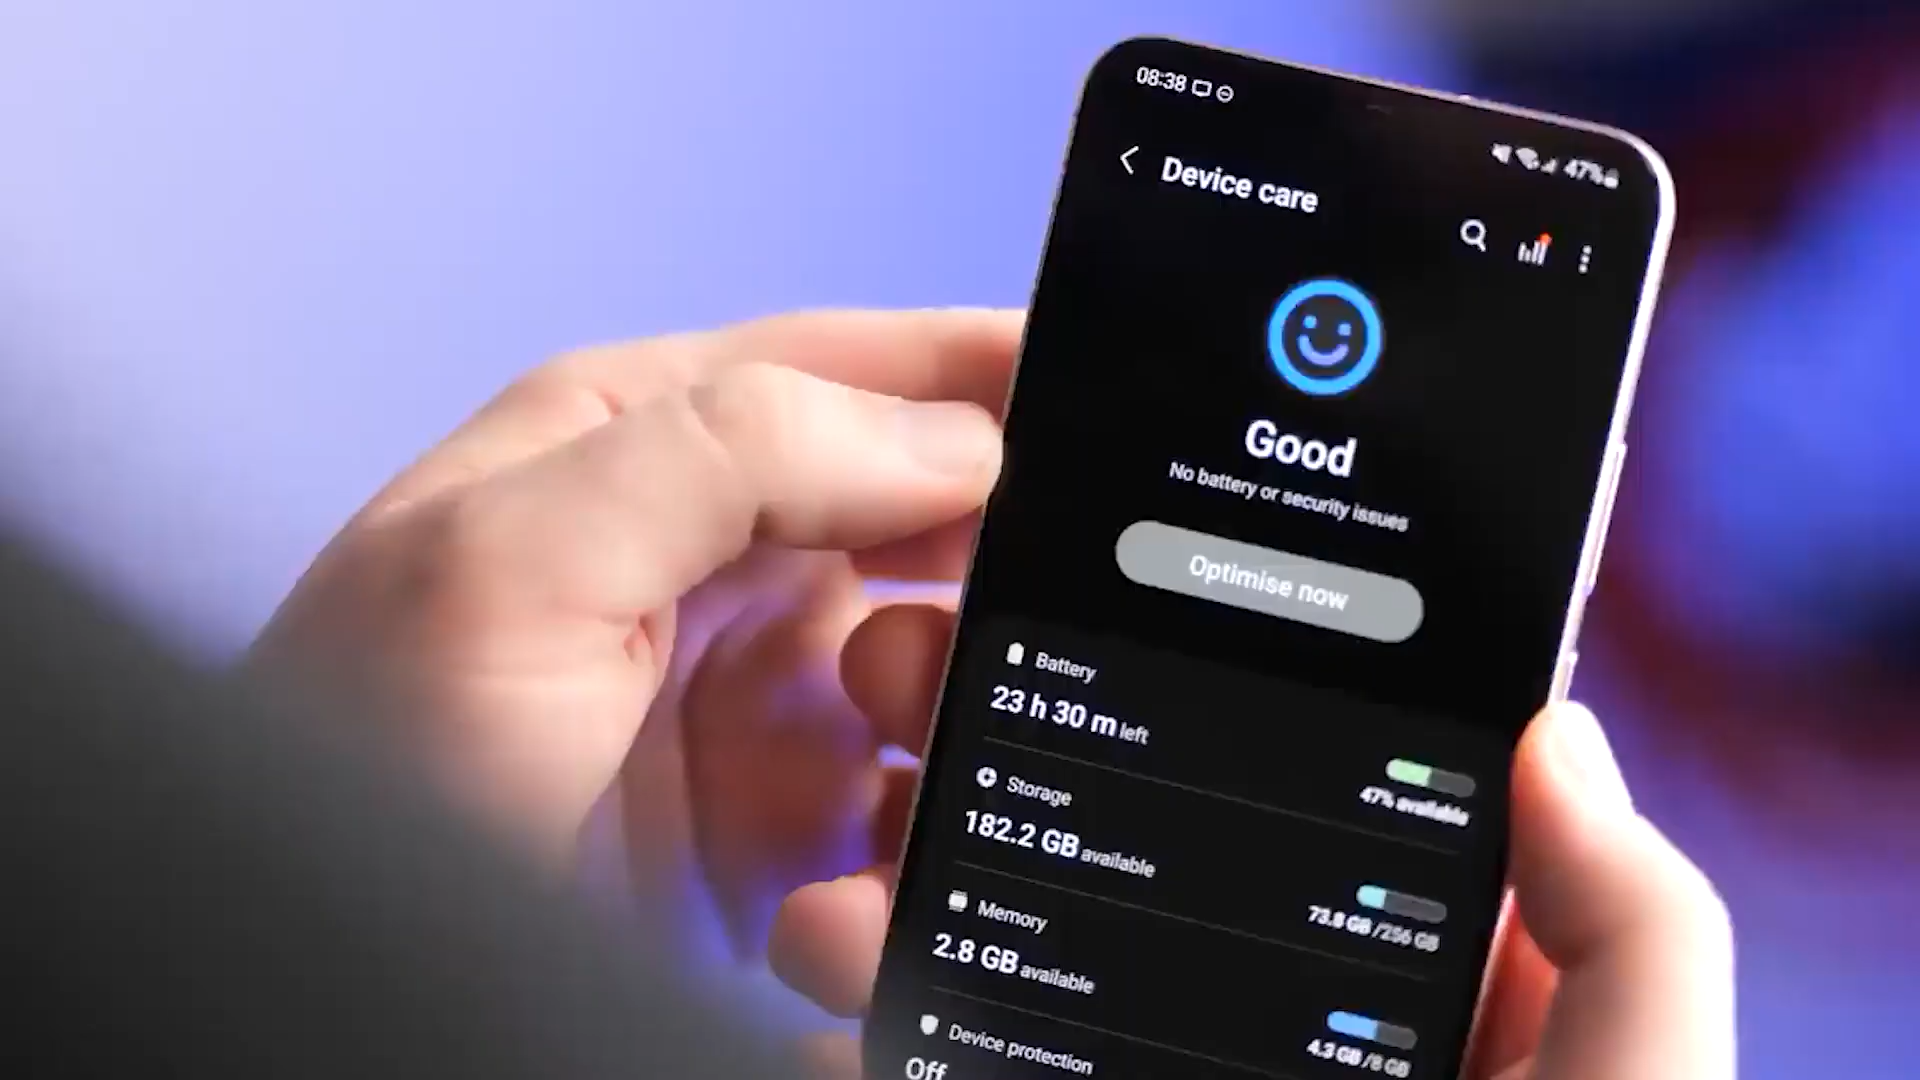 08:38
47%
Device care
Good
No battery or security issues
Optimise now
Battery
23 h 30 m left
47% available
Storage
182.2 GB available
73.8 GB /256 GB
Memory
2.8 GB available
4.3 GB /8 GB
Device protection
Off